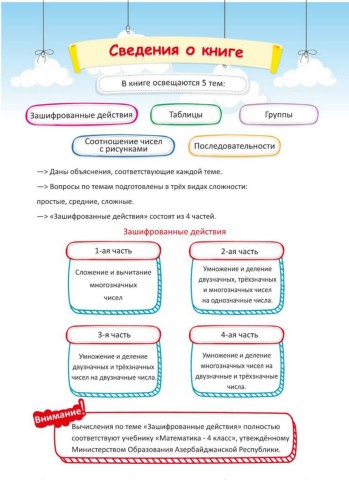 Сведения о книге
В книге освещаются 5 тем:
Зашифрованные действия
Таблицы
Группы
Соотношение чисел
с рисунками
Последовательности
—> Даны объяснения, соответствующие каждой теме.
—> Вопросы по темам подготовлены в трёх видах сложности:
простые, средние, сложные.
—> «Зашифрованные действия» состоят из 4 частей.
Зашифрованные действия
1-ая часть
Сложение и вычитание
многозначных
чисел
2-ая часть
Умножение и деление
двузначных, трёхзначных
и многозначных чисел
на однозначные числа.
3-я часть
Умножение и деление
двузначных и трёхзначных
чисел на двузначные числа
4-ая часть
Умножение и деление
многозначных чисел на
двузначные и трёхзначные
числа.
Внимание!
Вычисления по теме «Зашифрованные действия» полностью
соответствуют учебнику «Математика - 4 класс», утвеждённому
Министерством Образования Азербайджанской Республики.